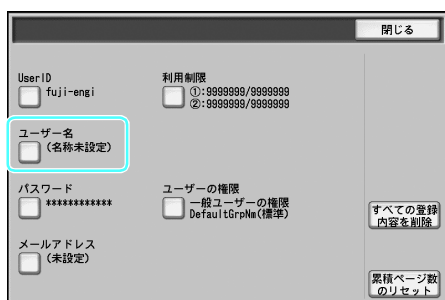 閉じる
UserID
fuji-engi
利用制限
①:9999999/9999999
②:9999999/9999999
ユーザー名
(名称未設定)
パスワード
************
ユーザーの権限
一般ユーザーの権限
DefaultGrpNm(標準)
すべての登録
内容を削除
メールアドレス
(未設定)
累積ページ数
のリセット